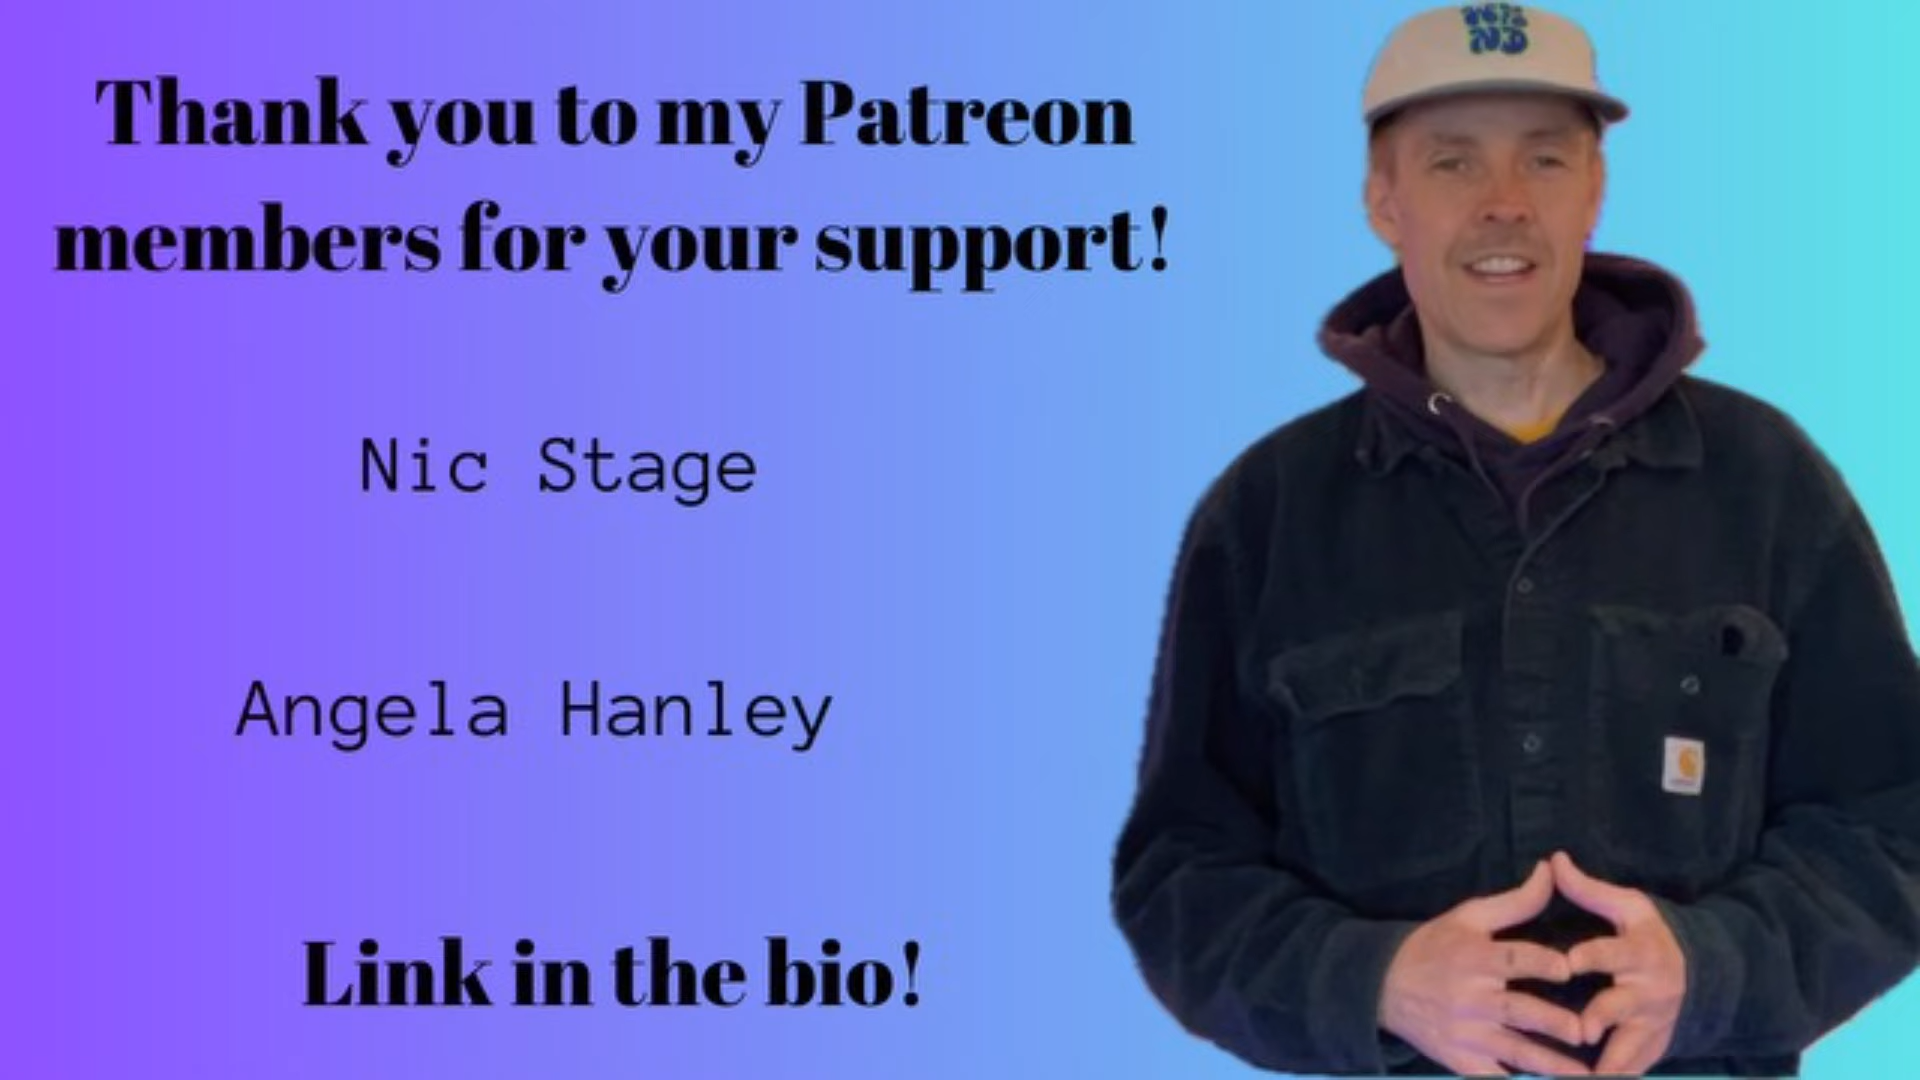 Thank you to my Patreon
members for your support!
Nic Stage
Angela Hanley
Link in the bio!